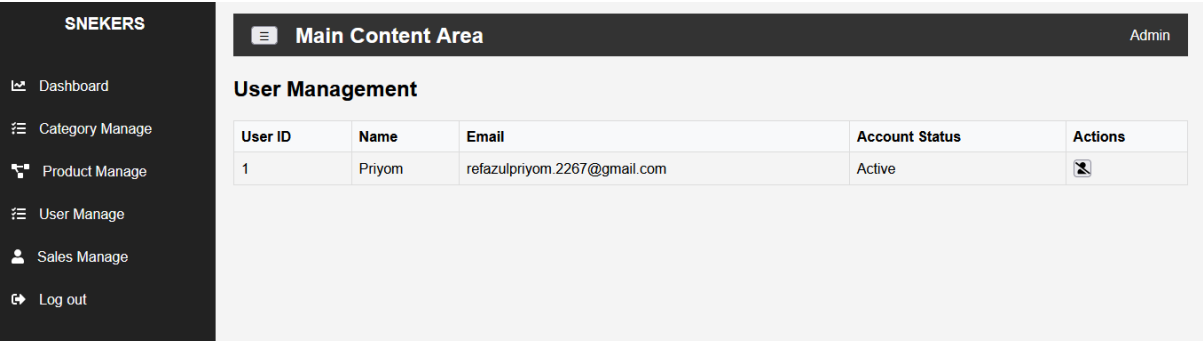 SNEKERS
Dashboard
Category Manage
Product Manage
User Manage
Sales Manage
Log out
Main Content Area Admin
User Management
User ID Name Email Account Status Actions
1 Priyom refazulpriyom.2267@gmail.com Active